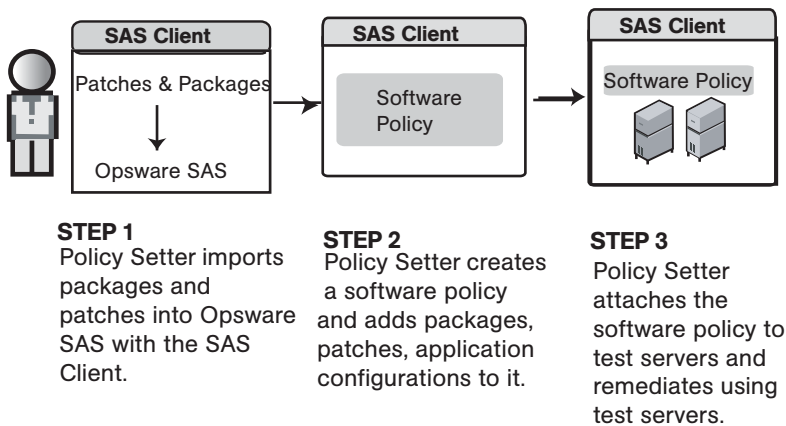 SAS Client
Patches & Packages
Opsware SAS
SAS Client
Software
Policy
SAS Client
Software Policy
STEP 1
Policy Setter imports
packages and
patches into Opsware
SAS with the SAS
Client.
STEP 2
Policy Setter creates
a software policy
and adds packages,
patches, application
configurations to it.
STEP 3
Policy Setter
attaches the
software policy to
test servers and
remediates using
test servers.